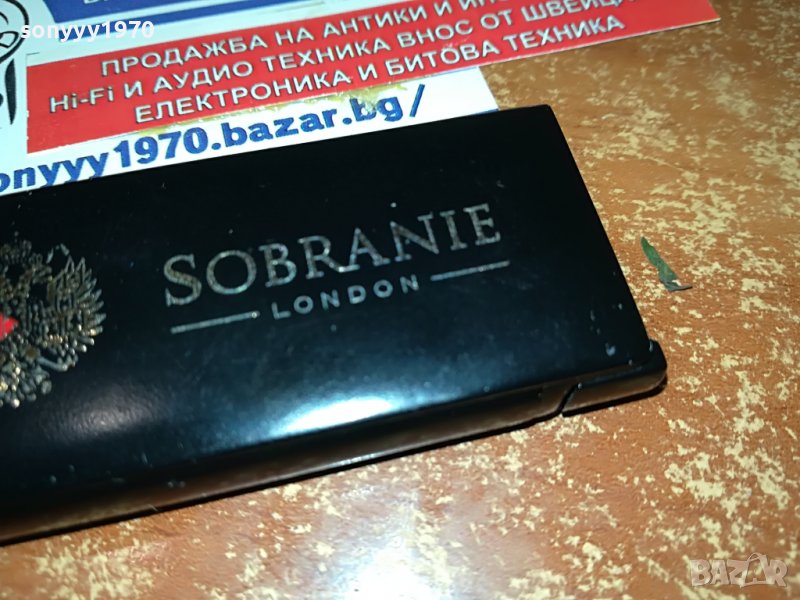 sonyyy1970
ПРОДАЖБА НА АНТИКИ И
Hi-Fi И АУДИО ТЕХНИКА ВНОС ОТ
ЕЛЕКТРОНИКА И БИТОВА ТЕХНИКА
onyyy1970.bazar.bg/
SOBRANIE
LONDON
BAZAR